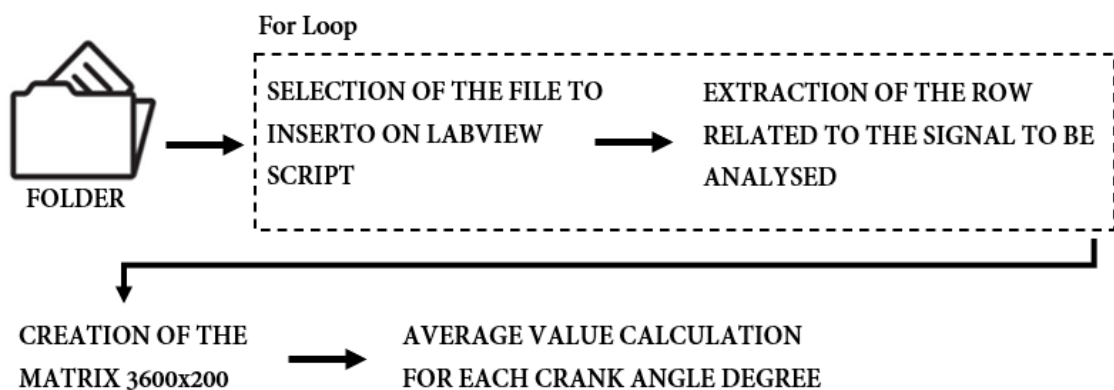 For Loop
SELECTION OF THE FILE TO
INSERTO ON LABVIEW
SCRIPT
EXTRACTION OF THE ROW
RELATED TO THE SIGNAL TO BE
ANALYSED
FOLDER
CREATION OF THE
MATRIX 3600x200
AVERAGE VALUE CALCULATION
FOR EACH CRANK ANGLE DEGREE